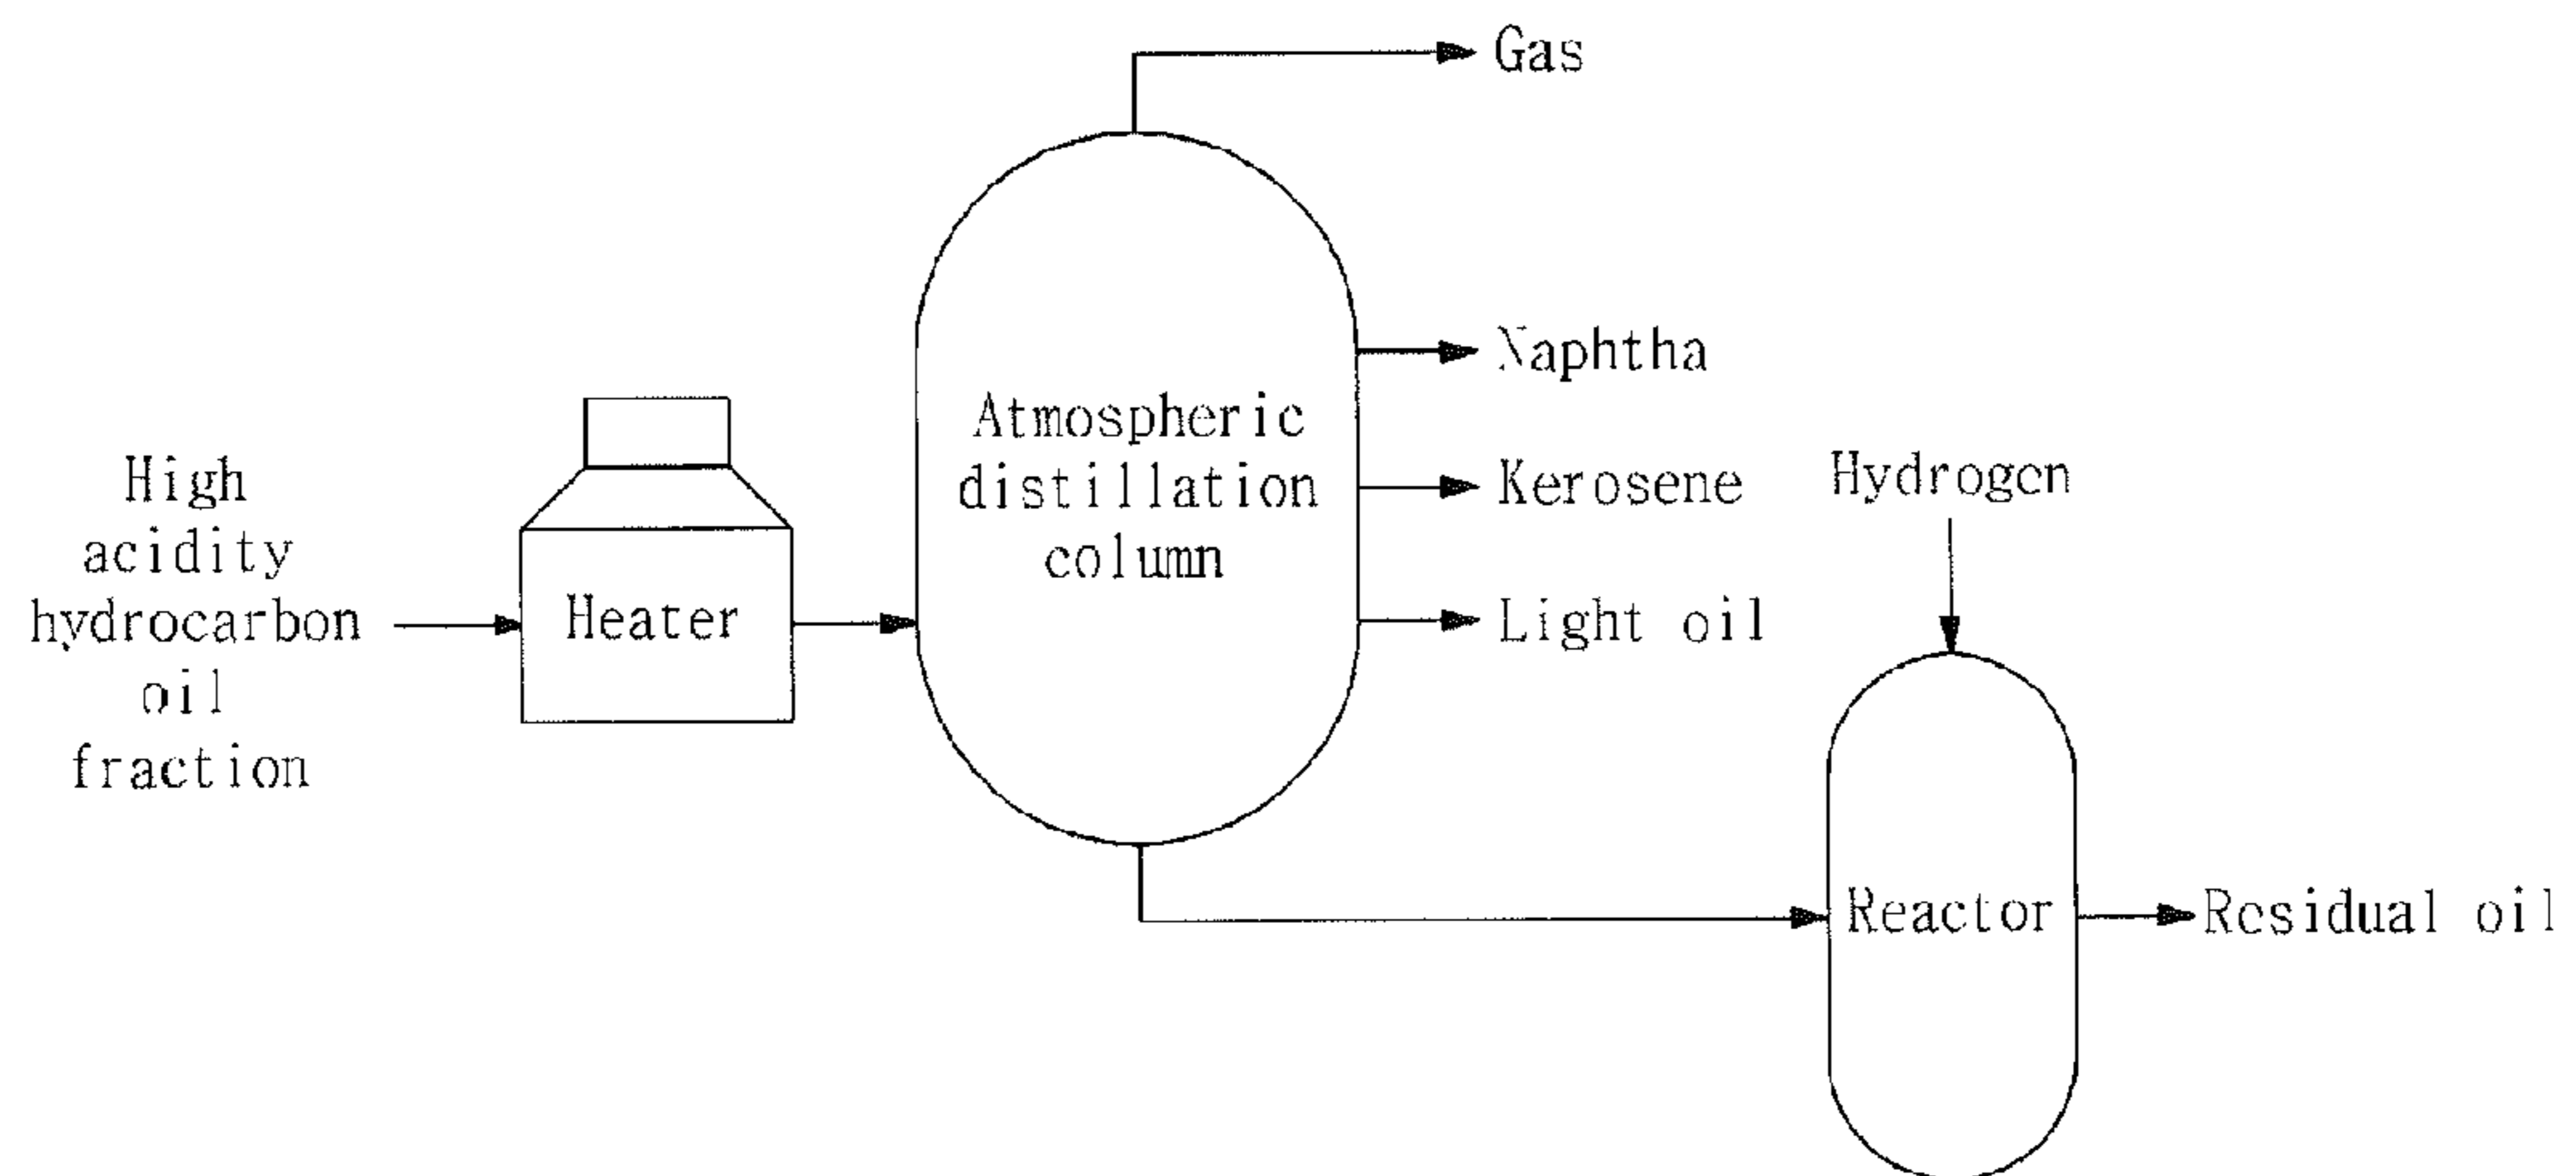 Gas
Naphtha
Atmospheric
distillation
column
Kerosene
Light oil
High
acidity
hydrocarbon
oil
fraction
Heater
Hydrogen
Reactor
Residual oil